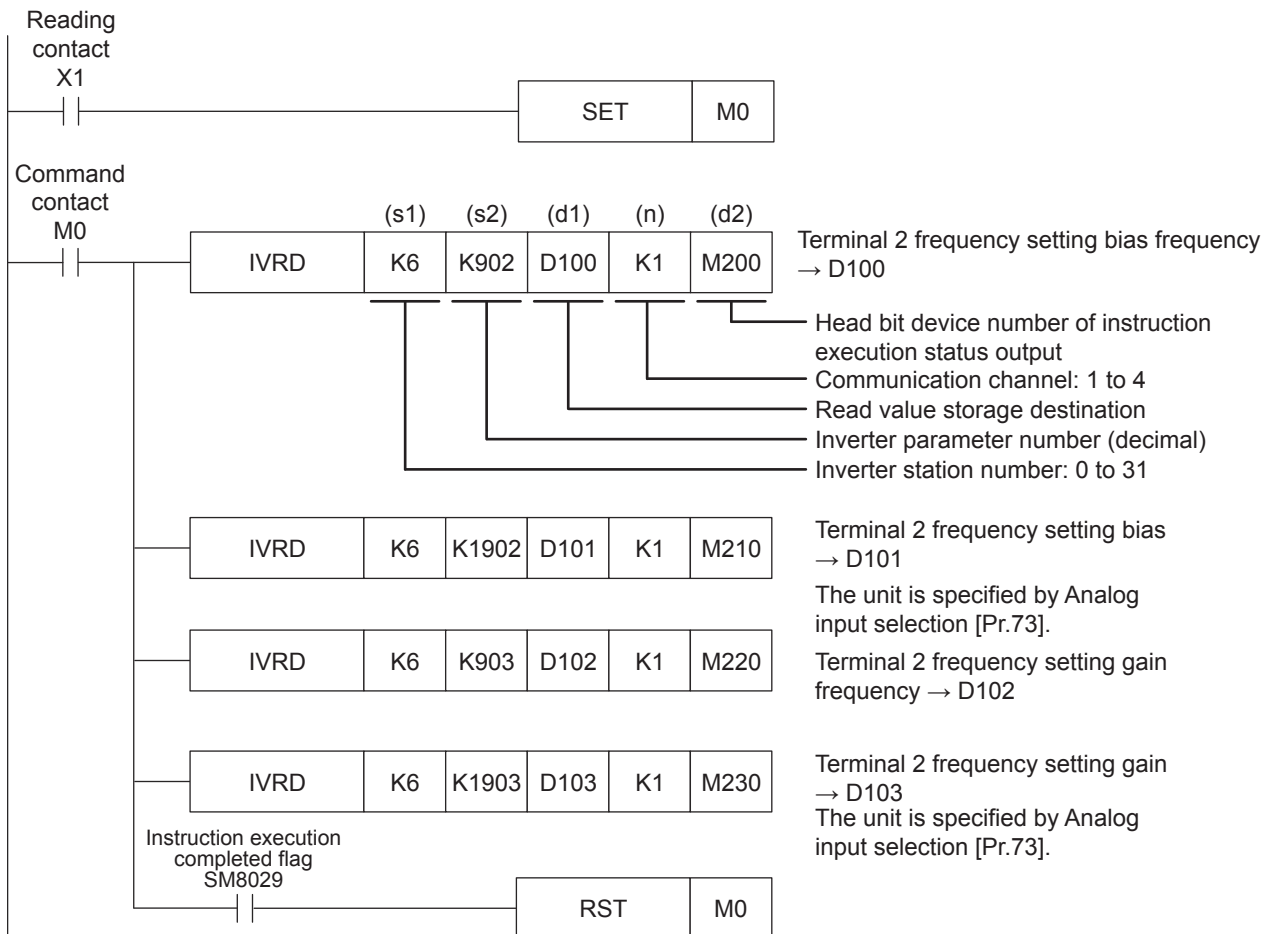 Reading
contact
X1
SET M0
Command
contact
M0
(s1) (s2) (d1) (n) (d2)
IVRD K6 K902 D100 K1 M200
Terminal 2 frequency setting bias frequency
→ D100
Head bit device number of instruction
execution status output
Communication channel: 1 to 4
Read value storage destination
Inverter parameter number (decimal)
Inverter station number: 0 to 31
IVRD K6 K1902 D101 K1 M210
Terminal 2 frequency setting bias
→ D101
The unit is specified by Analog
input selection [Pr.73].
IVRD K6 K903 D102 K1 M220
Terminal 2 frequency setting gain
frequency → D102
IVRD K6 K1903 D103 K1 M230
Terminal 2 frequency setting gain
→ D103
The unit is specified by Analog
input selection [Pr.73].
Instruction execution
completed flag
SM8029
RST M0